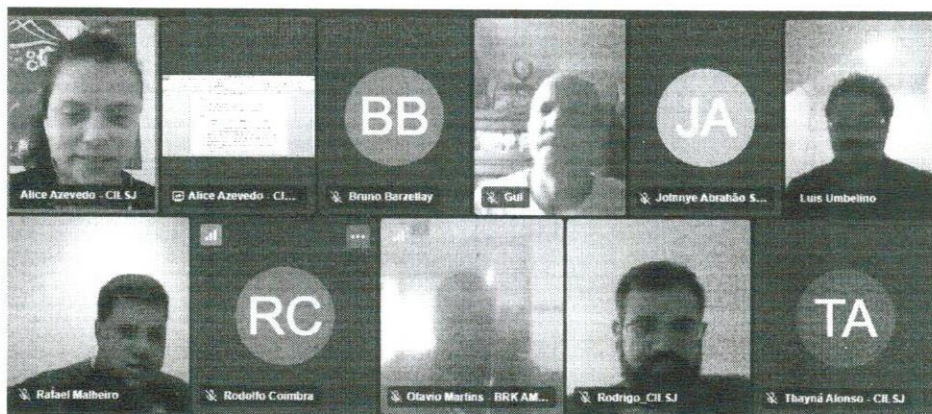 BB
JA
Alice Azevedo - CILSJ
Alice Azevedo - CI...
Bruno Barzellay
Gui
Johnnye Abrahão S...
Luis Umbelino
RC
TA
Rafael Malheiro
Rodolfo Coimbra
Otavio Martins - BRK AM...
Rodrigo_CILSJ
Thayná Alonso - CILSJ